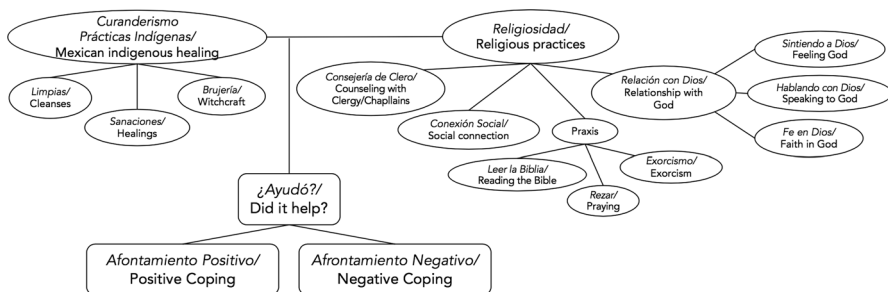 Curanderismo
Prácticas Indígenas/
Mexican indigenous healing
Limpias/
Cleanses
Sanaciones/
Healings
Brujería/
Witchcraft
Religiosidad/
Religious practices
Consejería de Clero/
Counseling with
Clergy/Chapllains
Conexión Social/
Social connection
Praxis
Leer la Biblia/
Reading the Bible
Rezar/
Praying
Exorcismo/
Exorcism
Relación con Dios/
Relationship with
God
Sintiendo a Dios/
Feeling God
Hablando con Dios/
Speaking to God
Fe en Dios/
Faith in God
¿Ayudó?/
Did it help?
Afontamiento Positivo/
Positive Coping
Afrontamiento Negativo/
Negative Coping